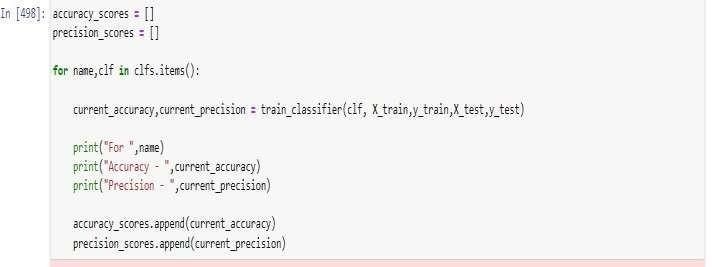 In [498]: accuracy_scores = []
precision_scores = []
for name,clf in clfs.items():
current_accuracy,current_precision = train_classifier(clf, X_train,y_train,X_test,y_test)
print("For ",name)
print("Accuracy - ",current_accuracy)
print("Precision - ",current_precision)
accuracy_scores.append(current_accuracy)
precision_scores.append(current_precision)